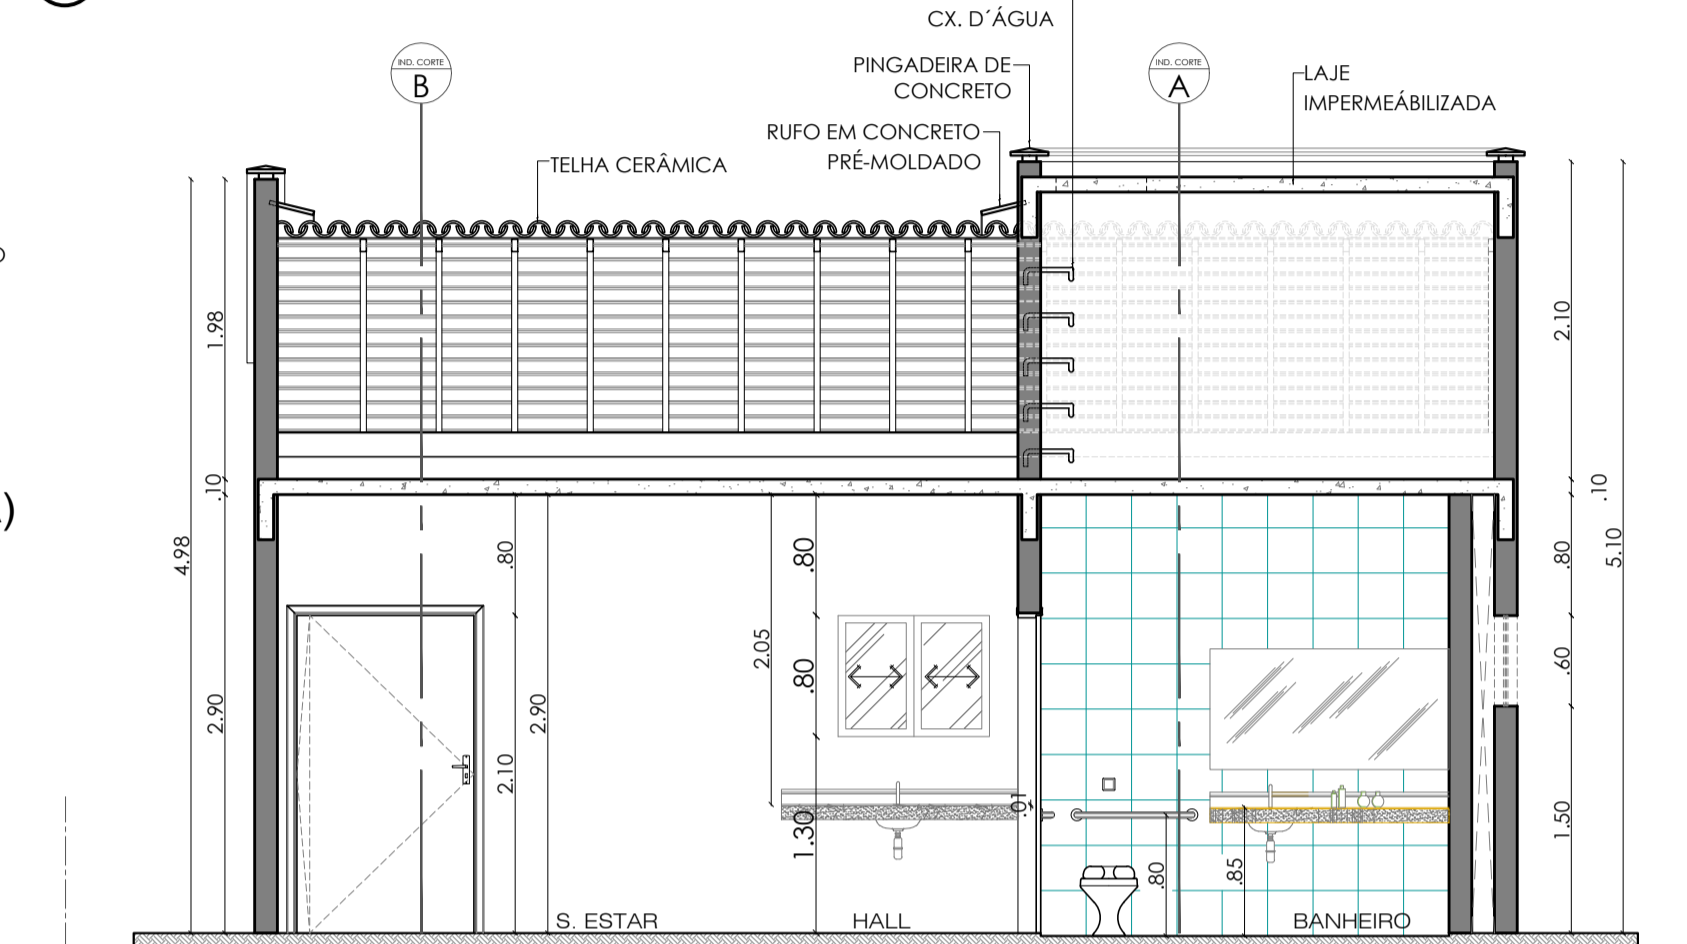 CX. D´ÁGUA
IND. CORTE
B
PINGADEIRA DE
CONCRETO
IND. CORTE
A
LAJE
IMPERMEÁBILIZADA
RUFO EM CONCRETO
PRÉ-MOLDADO
TELHA CERÂMICA
1.98
2.10
.10
.10
4.98
.80
.80
.80
5.10
2.05
.60
.80
2.90
2.90
2.10
1.30
.01
1.50
.80
.85
S. ESTAR
HALL
BANHEIRO